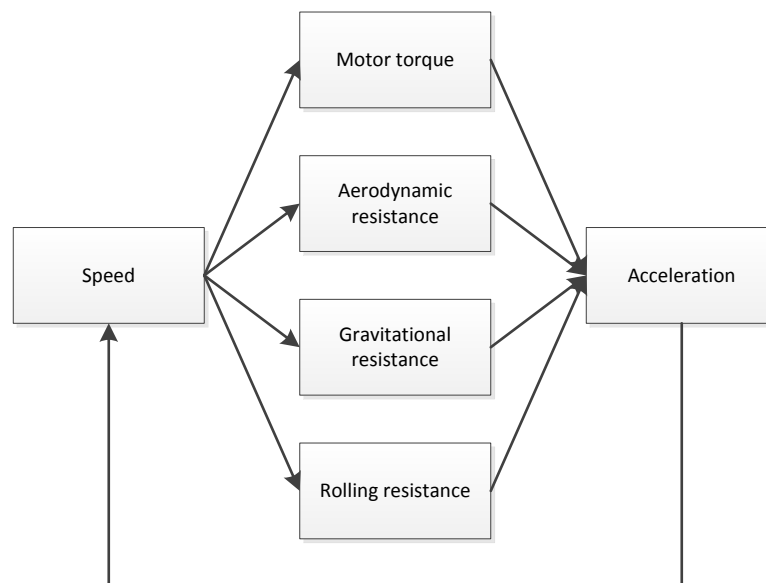 Motor torque
Aerodynamic
resistance
Speed
Acceleration
Gravitational
resistance
Rolling resistance